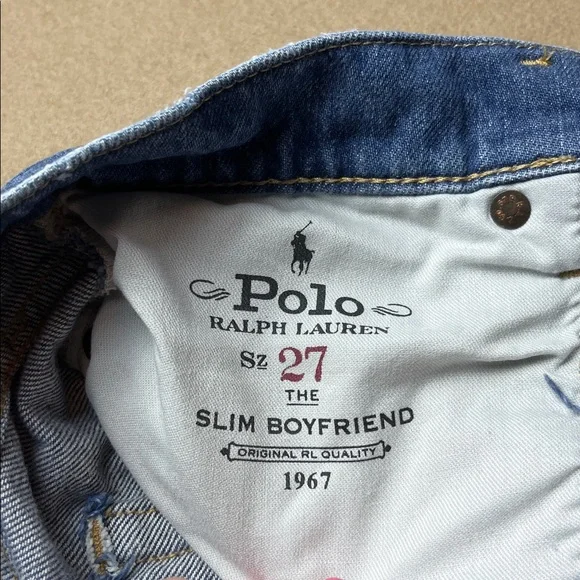 Polo
RALPH LAUREN
Sz 27
THE
SLIM BOYFRIEND
ORIGINAL RL QUALITY
1967